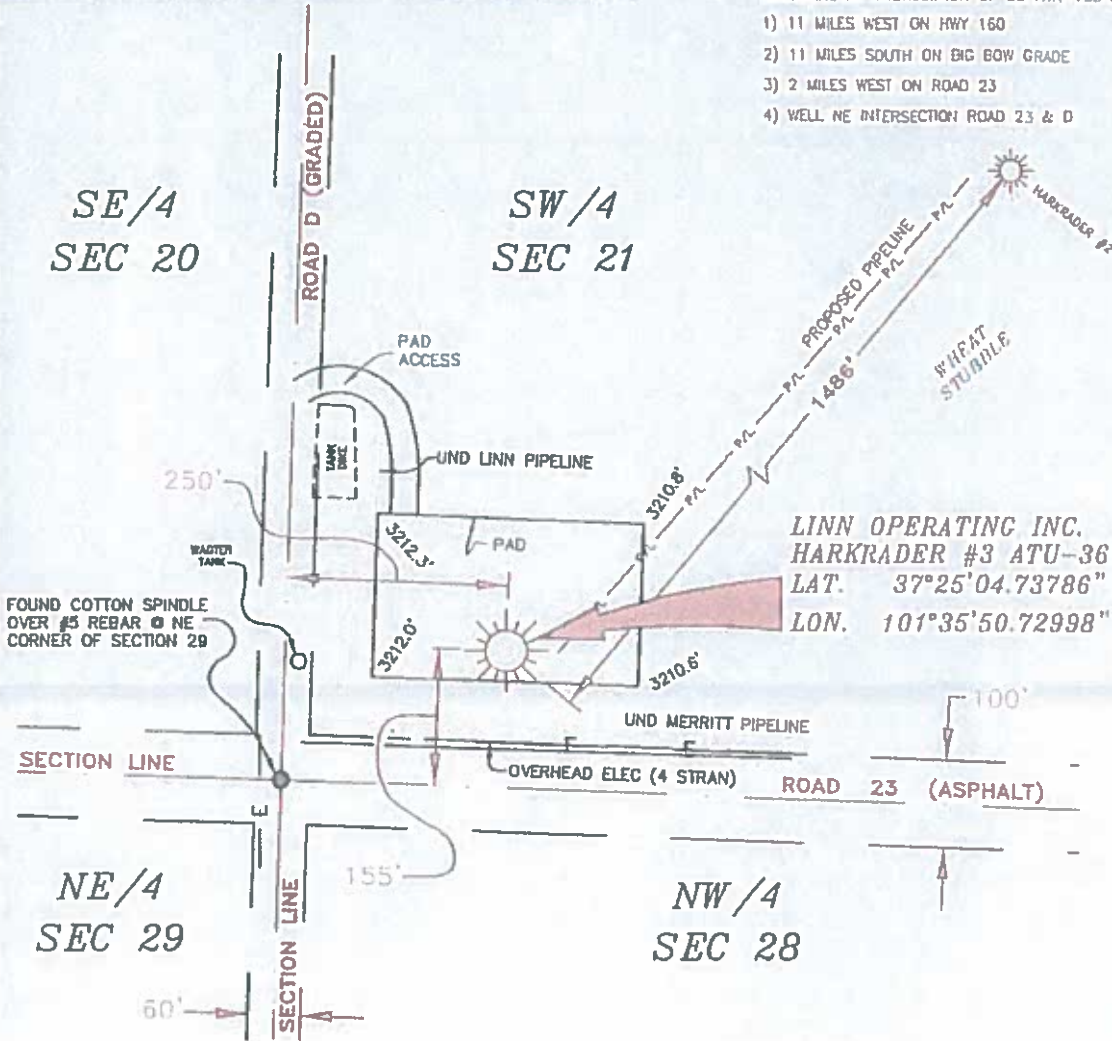 1) 11 MILES WEST ON HWY 160
2) 11 MILES SOUTH ON BIG BOW GRADE
3) 2 MILES WEST ON ROAD 23
4) WELL NE INTERSECTION ROAD 23 & D
SE/4
SEC 20
ROAD D (GRADED)
SW/4
SEC 21
HARKRADER #2
PROPOSED PIPELINE
P/L
P/L
P/L
P/L
P/L
P/L
P/L
1486'
WHEAT
STUBBLE
PAD
ACCESS
TANK
DIKE
UND LINN PIPELINE
250'
3212.3'
PAD
3210.8'
WAGTER
TANK
FOUND COTTON SPINDLE
OVER #5 REBAR @ NE
CORNER OF SECTION 29
3212.0'
3210.6'
LINN OPERATING INC.
HARKRADER #3 ATU-36
LAT. 37°25'04.73786"
LON. 101°35'50.72998"
100'
UND MERRITT PIPELINE
SECTION LINE
OVERHEAD ELEC (4 STRAN)
ROAD 23 (ASPHALT)
E
155'
NE/4
SEC 29
SECTION LINE
NW/4
SEC 28
60'